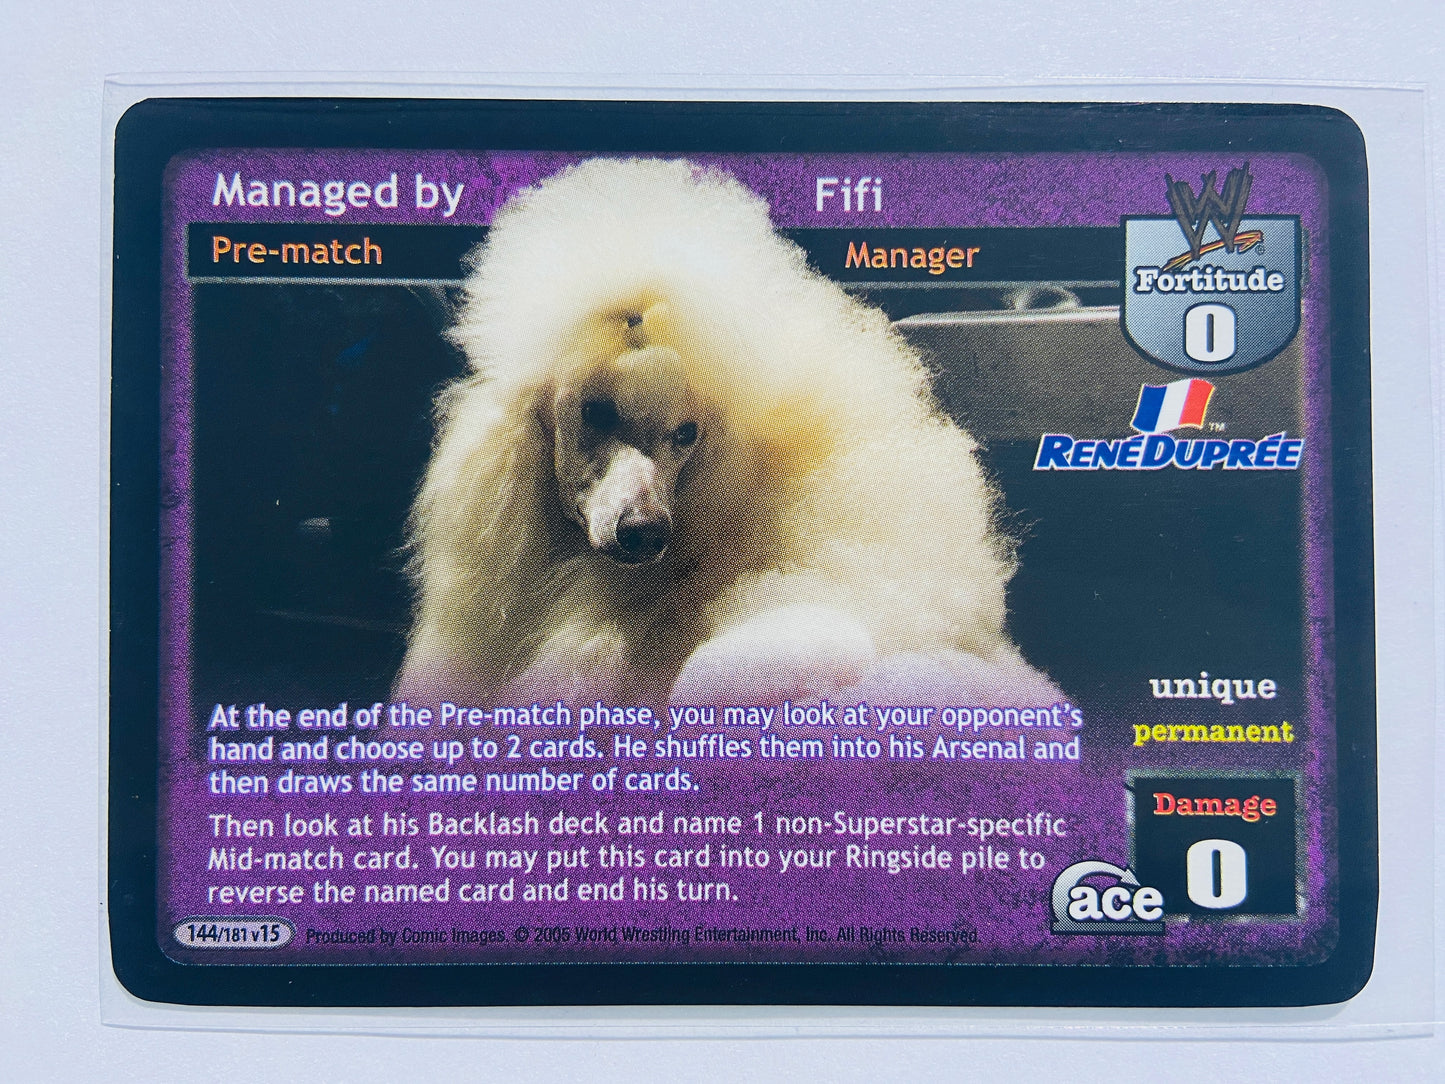 Managed by Fifi
Pre-match Manager
W
Fortitude
0
RENÉ DUPRÉE™
At the end of the Pre-match phase, you may look at your opponent's
hand and choose up to 2 cards. He shuffles them into his Arsenal and
then draws the same number of cards.
Then look at his Backlash deck and name 1 non-Superstar-specific
Mid-match card. You may put this card into your Ringside pile to
reverse the named card and end his turn.
unique
permanent
Damage
0
ace
144/181 v15
Produced by Comic Images. © 2005 World Wrestling Entertainment, Inc. All Rights Reserved.